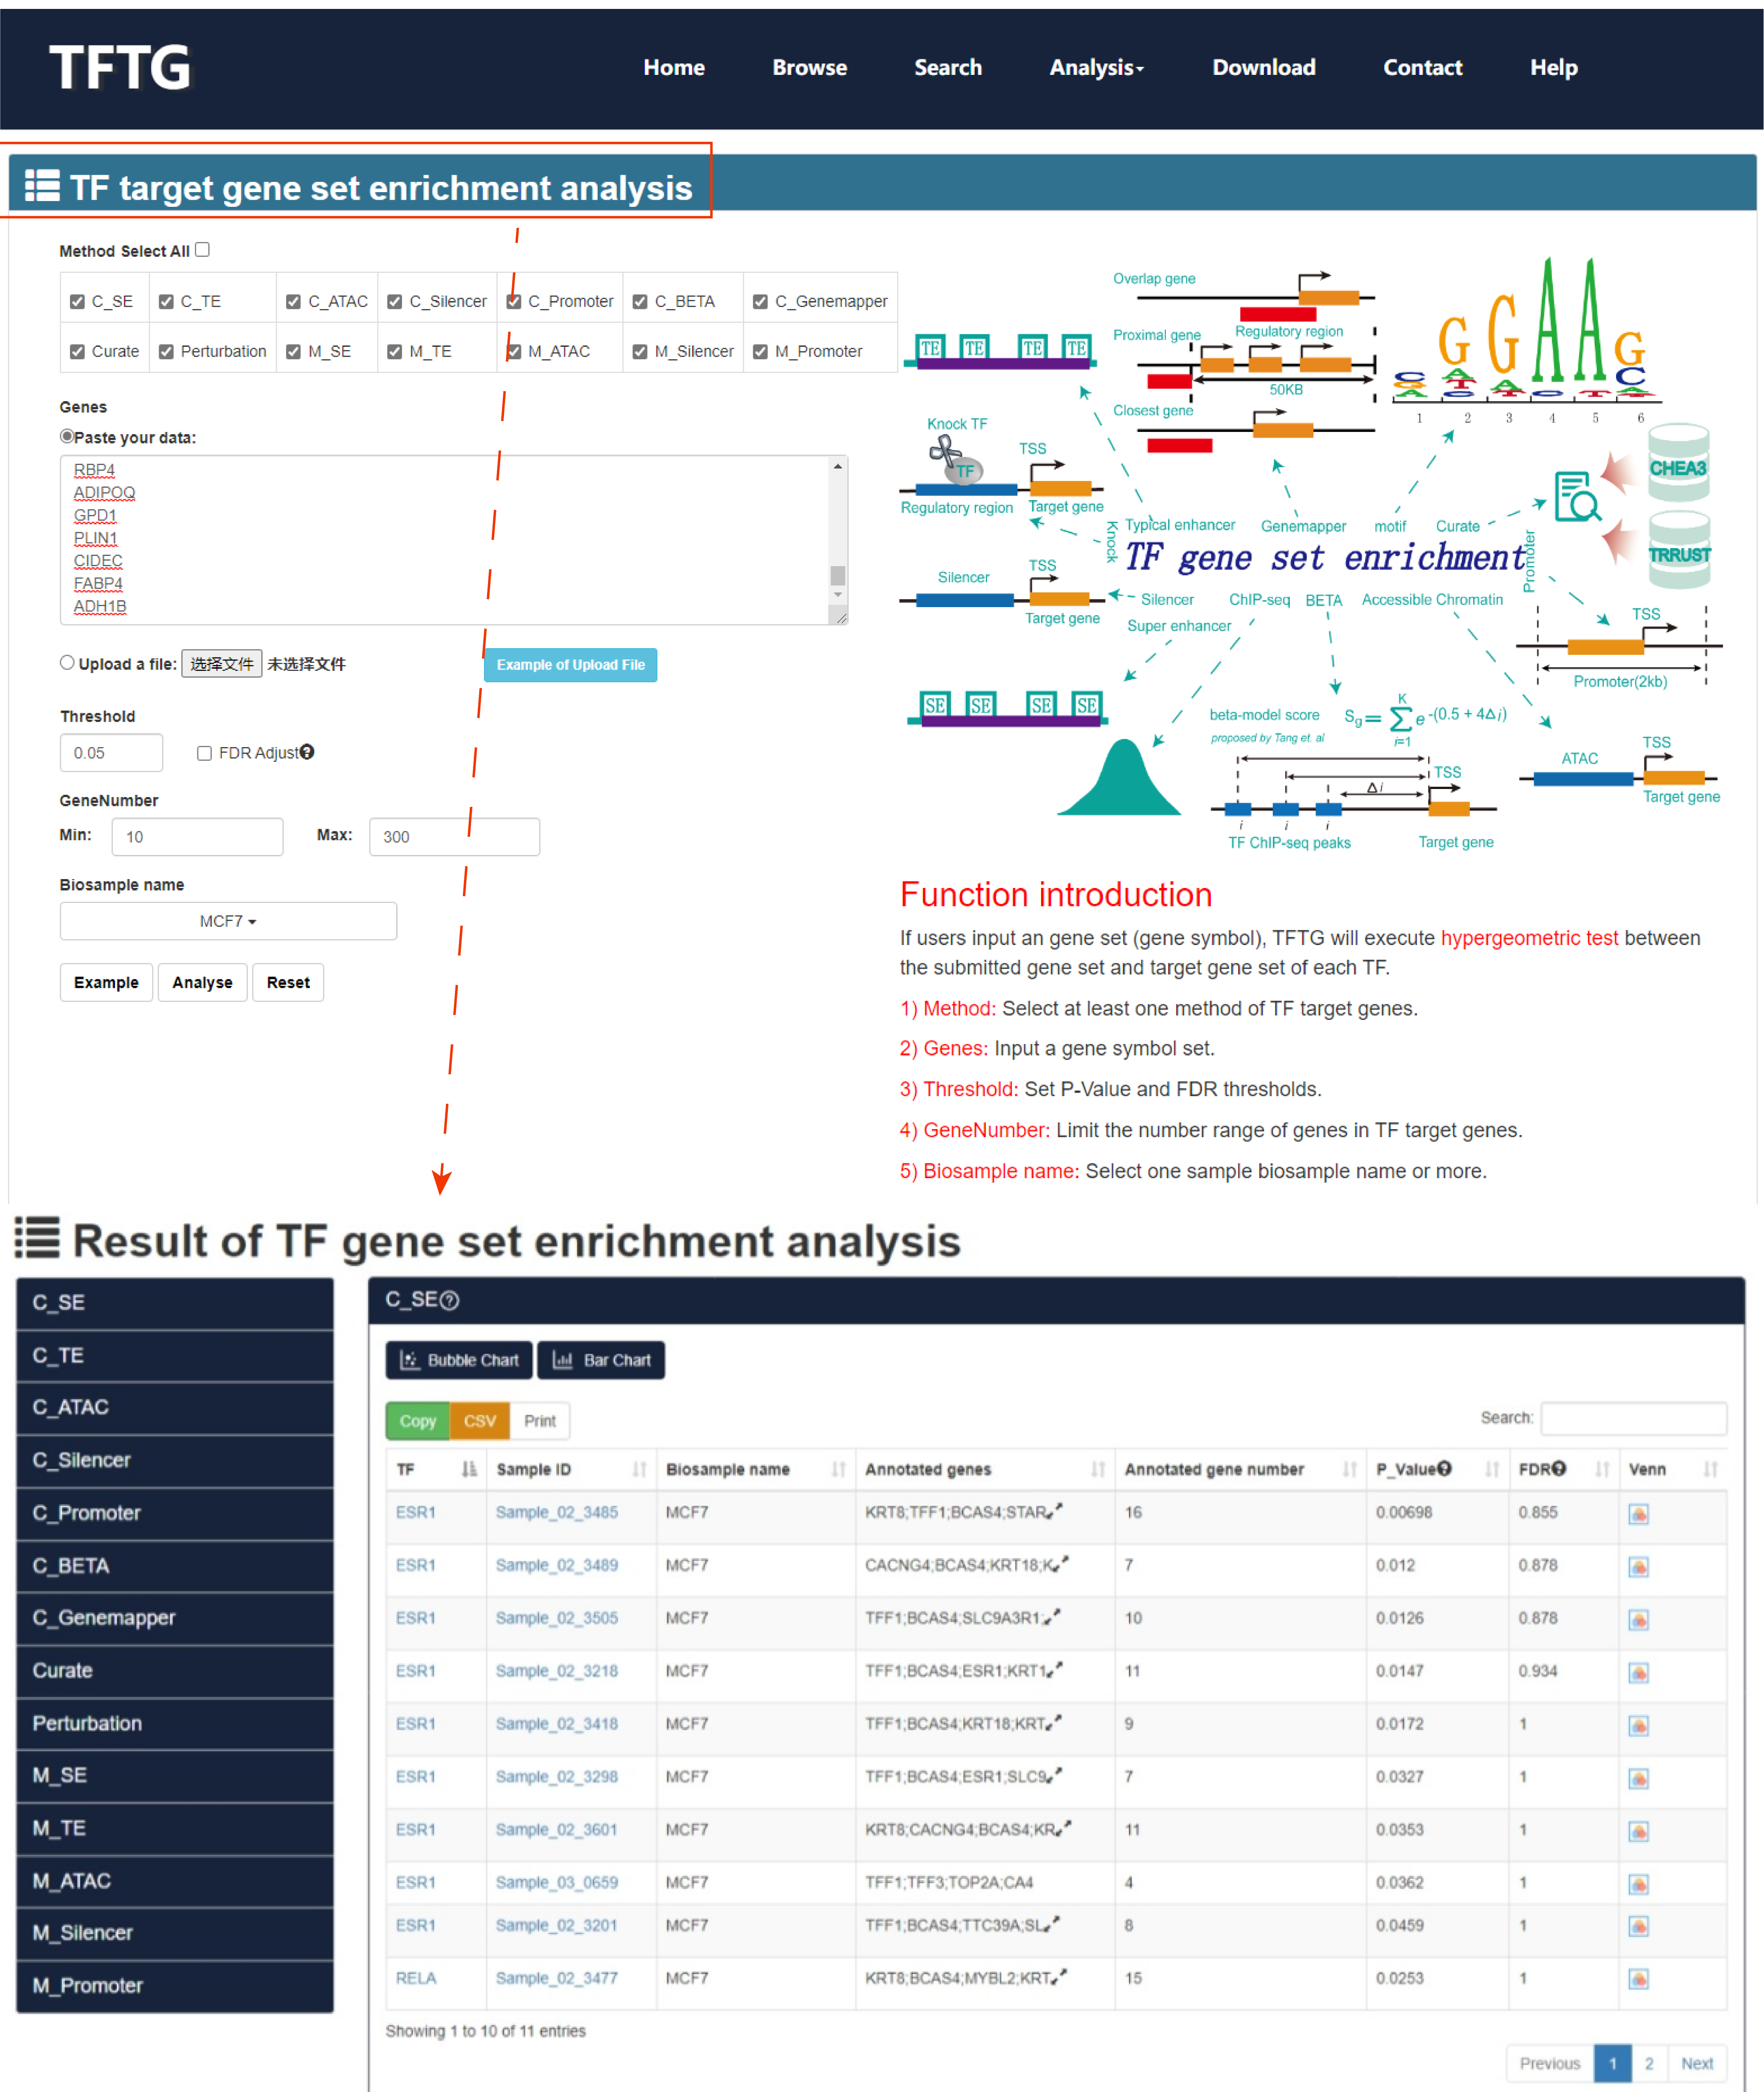 TFTG
Home Browse Search Analysis Download Contact Help
TF target gene set enrichment analysis
Method Select All
C_SE C_TE C_ATAC C_Silencer C_Promoter C_BETA C_Genemapper
Curate Perturbation M_SE M_TE M_ATAC M_Silencer M_Promoter
Genes
Paste your data:
RBP4
ADIPOQ
GPD1
PLIN1
CIDEC
FABP4
ADH1B
Upload a file: 选择文件 未选择文件 Example of Upload File
Threshold
0.05 FDR Adjust
GeneNumber
Min: 10 Max: 300
Biosample name
MCF7
Example Analyse Reset
Overlap gene
Proximal gene Regulatory region
50KB
Closest gene
TE TE TE TE
G G A A G
C A T C
G A C A T C T C A
A C T
1 2 3 4 5 6
Knock TF
TF
TSS
Regulatory region Target gene
CHEA3
TRRUST
Typical enhancer Genemapper motif Curate
Knock
TF gene set enrichment
Promoter
Silencer ChIP-seq BETA Accessible Chromatin
Super enhancer
Silencer TSS
Target gene
TSS
Promoter(2kb)
SE SE SE SE
beta-model score
proposed by Tang et. al
Sg = K ∑ i=1 e -(0.5 + 4Δi)
TSS
Δi
i i i
TF ChIP-seq peaks Target gene
ATAC TSS
Target gene
Function introduction
If users input an gene set (gene symbol), TFTG will execute hypergeometric test between
the submitted gene set and target gene set of each TF.
1) Method: Select at least one method of TF target genes.
2) Genes: Input a gene symbol set.
3) Threshold: Set P-Value and FDR thresholds.
4) GeneNumber: Limit the number range of genes in TF target genes.
5) Biosample name: Select one sample biosample name or more.
Result of TF gene set enrichment analysis
C_SE
C_TE
C_ATAC
C_Silencer
C_Promoter
C_BETA
C_Genemapper
Curate
Perturbation
M_SE
M_TE
M_ATAC
M_Silencer
M_Promoter
C_SE
Bubble Chart Bar Chart
Copy CSV Print Search:
TF Sample ID Biosample name Annotated genes Annotated gene number P_Value FDR Venn
ESR1 Sample_02_3485 MCF7 KRT8;TFF1;BCAS4;STAR 16 0.00698 0.855
ESR1 Sample_02_3489 MCF7 CACNG4;BCAS4;KRT18;K 7 0.012 0.878
ESR1 Sample_02_3505 MCF7 TFF1;BCAS4;SLC9A3R1; 10 0.0126 0.878
ESR1 Sample_02_3218 MCF7 TFF1;BCAS4;ESR1;KRT1 11 0.0147 0.934
ESR1 Sample_02_3418 MCF7 TFF1;BCAS4;KRT18;KRT 9 0.0172 1
ESR1 Sample_02_3298 MCF7 TFF1;BCAS4;ESR1;SLC9 7 0.0327 1
ESR1 Sample_02_3601 MCF7 KRT8;CACNG4;BCAS4;KR 11 0.0353 1
ESR1 Sample_03_0659 MCF7 TFF1;TFF3;TOP2A;CA4 4 0.0362 1
ESR1 Sample_02_3201 MCF7 TFF1;BCAS4;TTC39A;SL 8 0.0459 1
RELA Sample_02_3477 MCF7 KRT8;BCAS4;MYBL2;KRT 15 0.0253 1
Showing 1 to 10 of 11 entries
Previous 1 2 Next